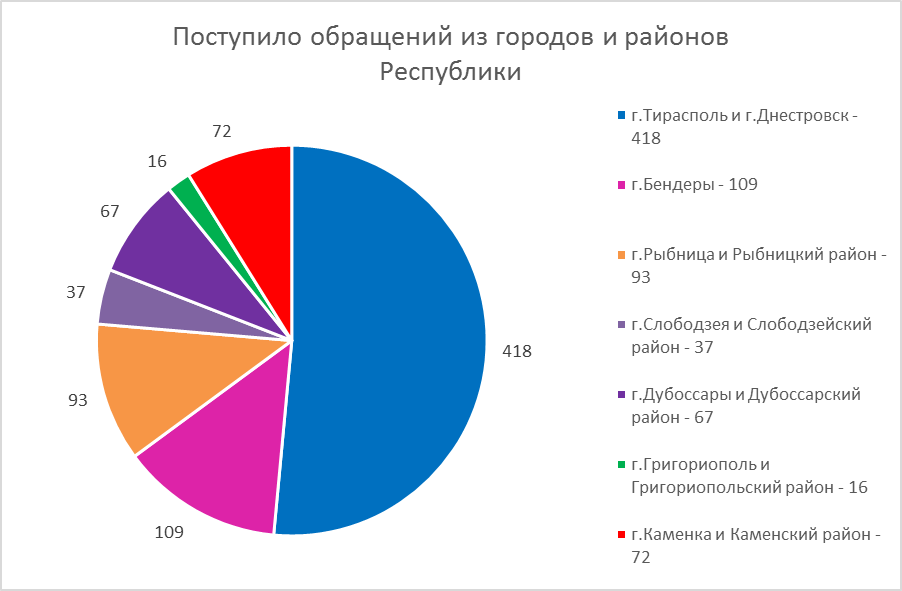 Поступило обращений из городов и районов
Республики
72
16
67
37
93
109
418
г.Тирасполь и г.Днестровск -
418
г.Бендеры - 109
г.Рыбница и Рыбницкий район -
93
г.Слободзея и Слободзейский
район - 37
г.Дубоссары и Дубоссарский
район - 67
г.Григориополь и
Григориопольский район - 16
г.Каменка и Каменский район -
72